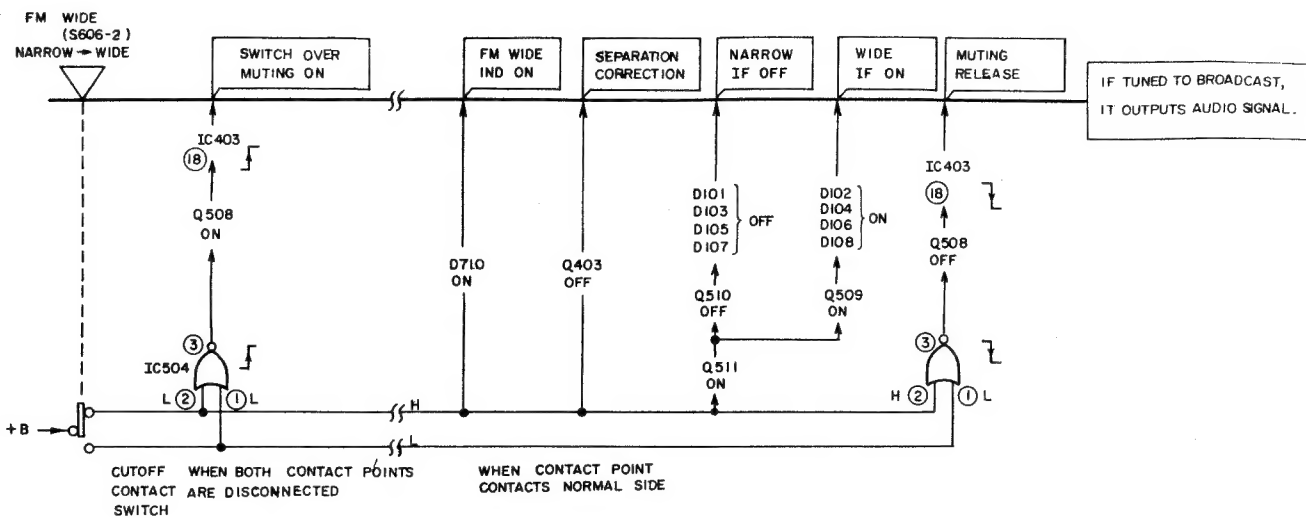 FM WIDE
(S606-2)
NARROW → WIDE
SWITCH OVER
MUTING ON
FM WIDE
IND ON
SEPARATION
CORRECTION
NARROW
IF OFF
WIDE
IF ON
MUTING
RELEASE
IF TUNED TO BROADCAST,
IT OUTPUTS AUDIO SIGNAL.
IC403
18
Q508
ON
3
IC504
L 2 1 L
+B
D710
ON
Q403
OFF
D101
D103
D105
D107
OFF
Q510
OFF
Q511
ON
D102
D104
D106
D108
ON
Q509
ON
IC403
18
Q508
OFF
3
H 2 1 L
H
L
CUTOFF WHEN BOTH CONTACT POINTS
CONTACT ARE DISCONNECTED
SWITCH
WHEN CONTACT POINT
CONTACTS NORMAL SIDE